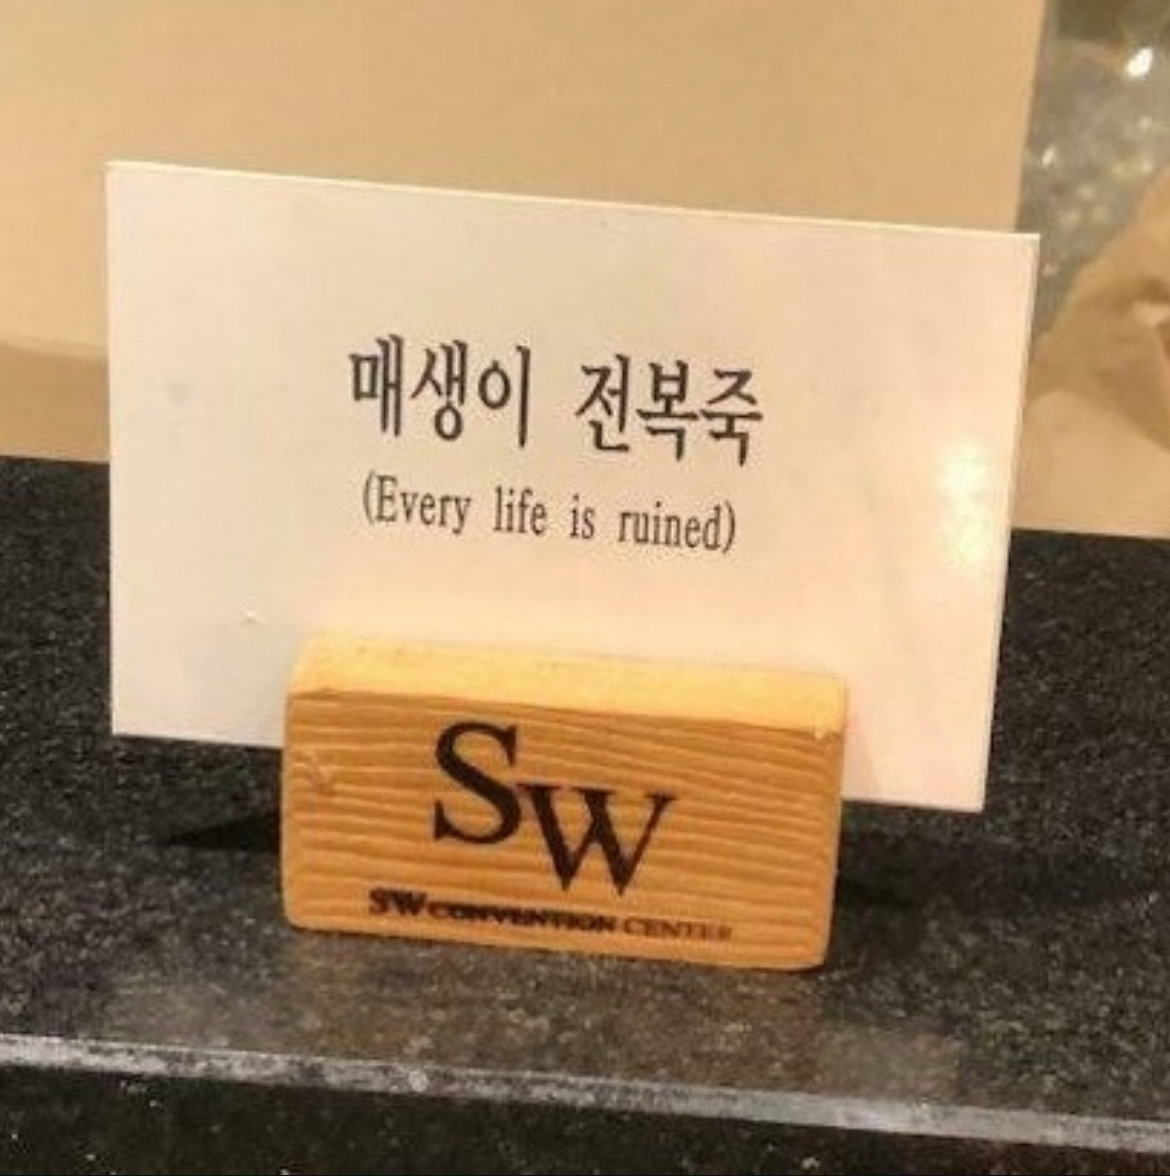 매생이 전복죽
(Every life is ruined)
SW
SW CONVENTION CENTER